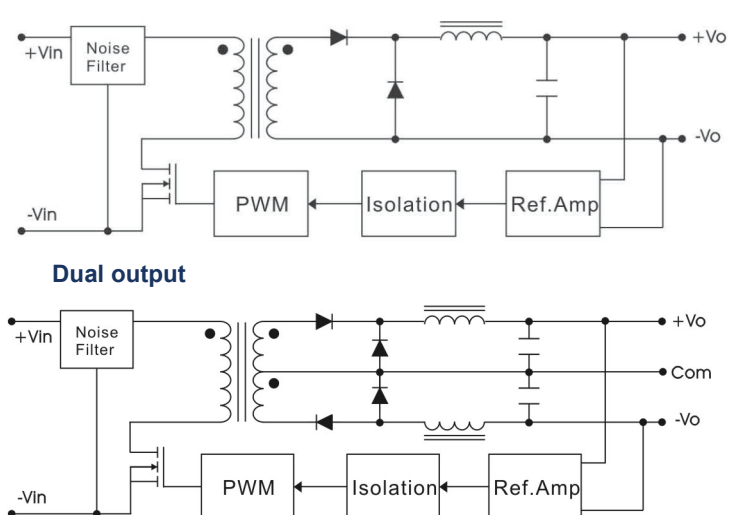 +Vin
Noise
Filter
+Vo
-Vo
-Vin
PWM
Isolation
Ref.Amp
Dual output
+Vin
Noise
Filter
+Vo
Com
-Vo
-Vin
PWM
Isolation
Ref.Amp